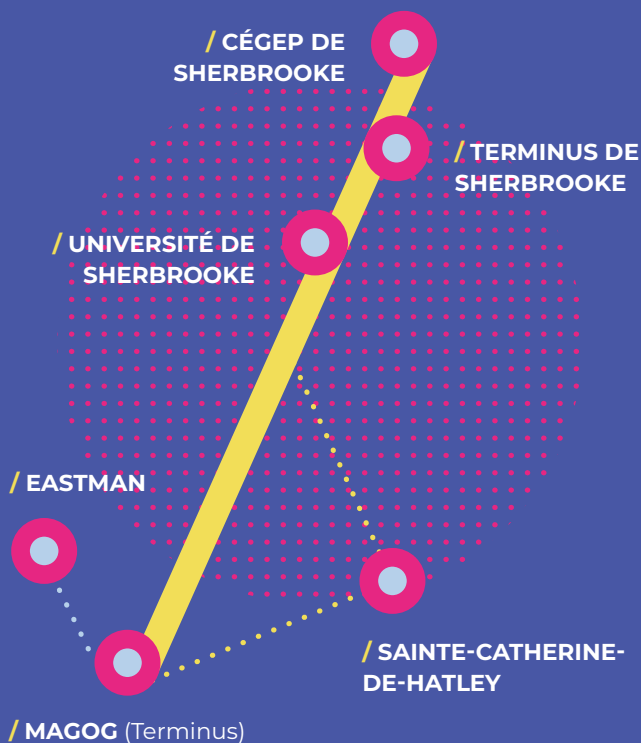 / CÉGEP DE
SHERBROOKE
/ TERMINUS DE
SHERBROOKE
/ UNIVERSITÉ DE
SHERBROOKE
/ EASTMAN
/ SAINTE-CATHERINE-
DE-HATLEY
/ MAGOG (Terminus)